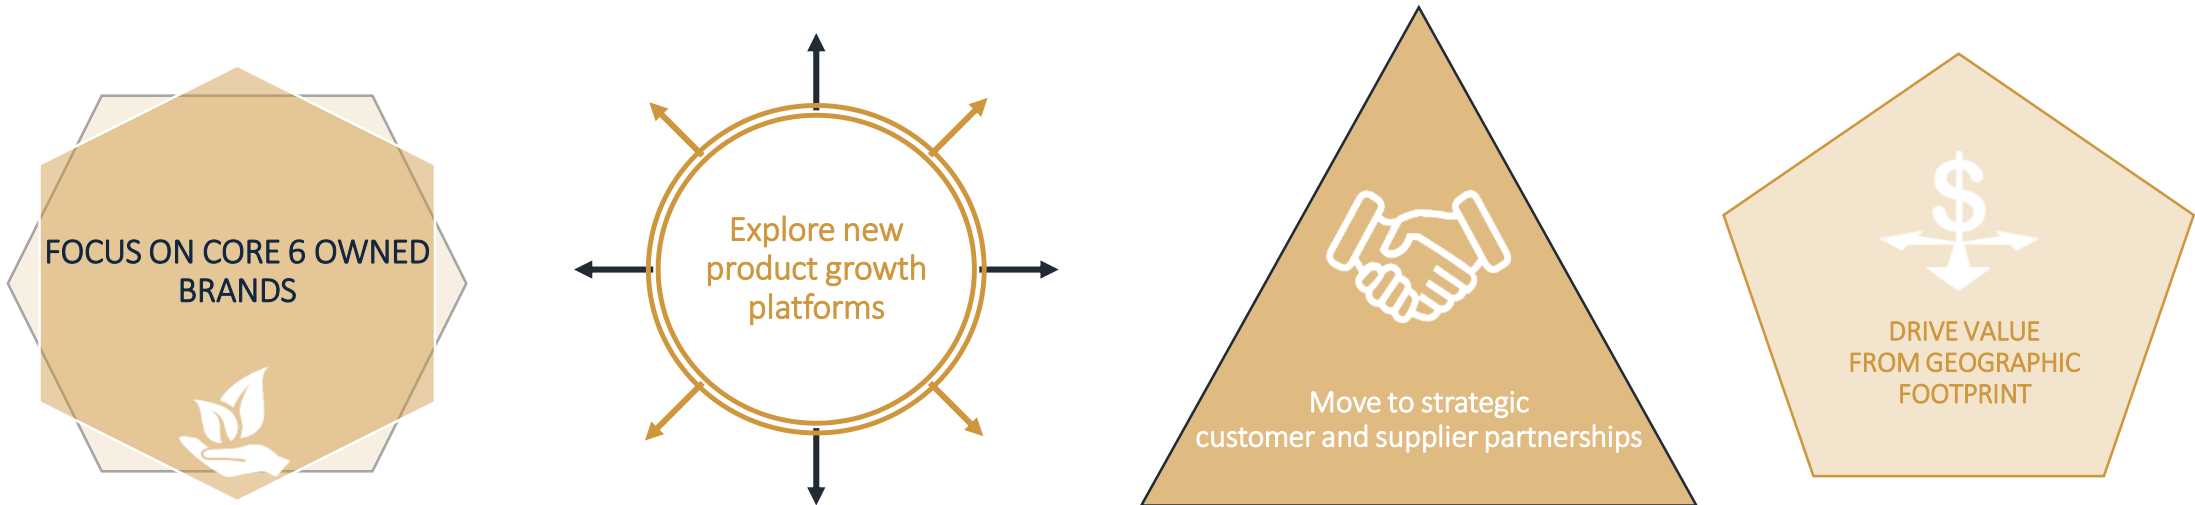 FOCUS ON CORE 6 OWNED
BRANDS
Explore new
product growth
platforms
Move to strategic
customer and supplier partnerships
$
DRIVE VALUE
FROM GEOGRAPHIC
FOOTPRINT